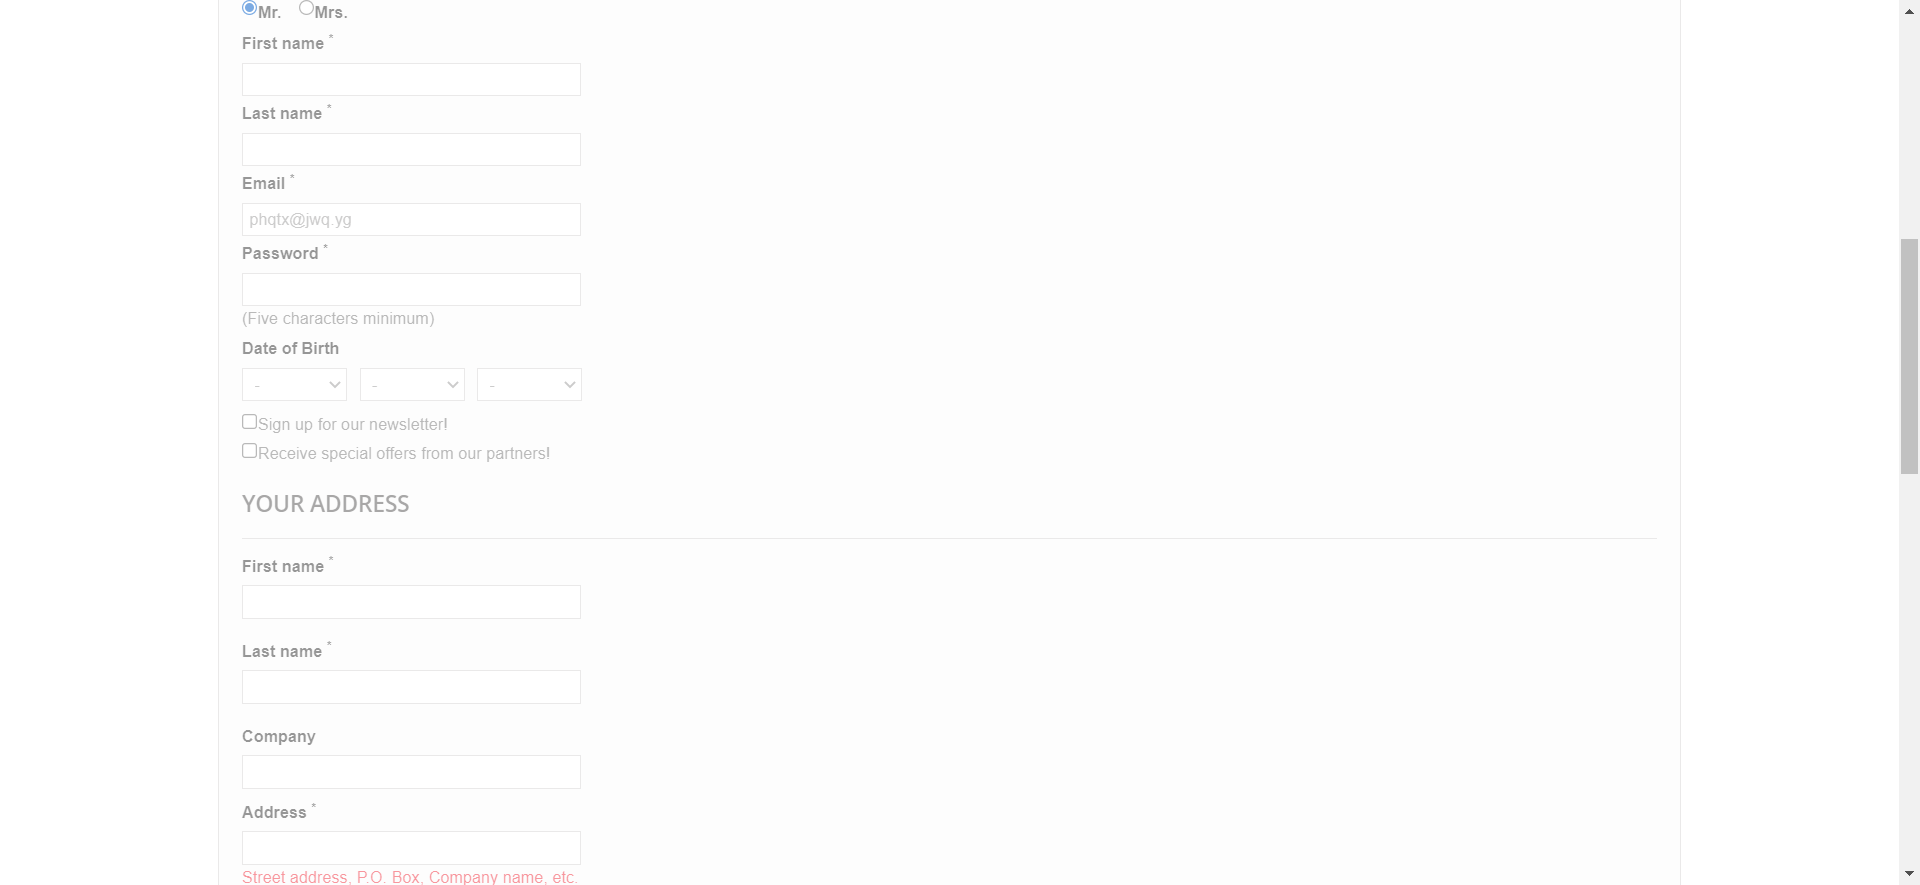 Mr. Mrs.
First name *
Last name *
Email *
phqtx@jwq.yg
Password *
(Five characters minimum)
Date of Birth
- - -
Sign up for our newsletter!
Receive special offers from our partners!
YOUR ADDRESS
First name *
Last name *
Company
Address *
Street address, P.O. Box, Company name, etc.